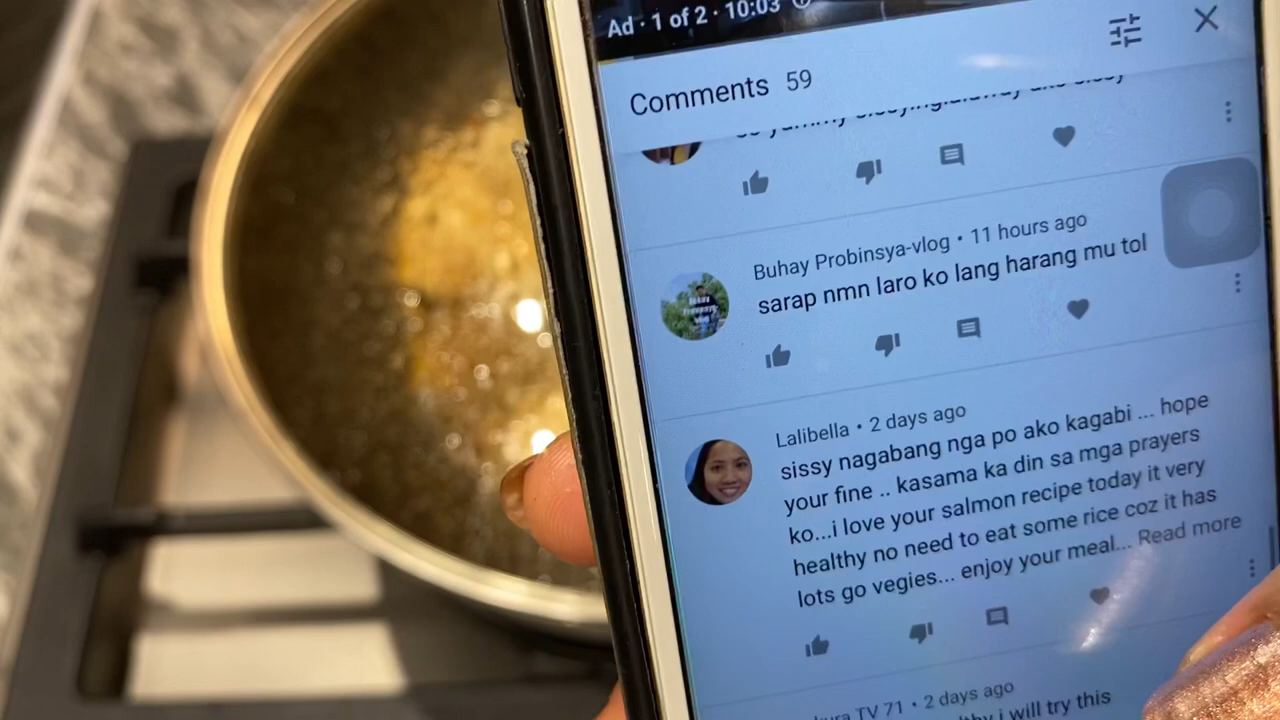 Ad · 1 of 2 · 10:03
Comments 59
so yummy
Buhay Probinsya-vlog • 11 hours ago
sarap nmn laro ko lang harang mu tol
Lalibella • 2 days ago
sissy nagabang nga po ako kagabi ... hope
your fine .. kasama ka din sa mga prayers
ko...i love your salmon recipe today it very
healthy no need to eat some rice coz it has
lots go vegies... enjoy your meal... Read more
TV 71 • 2 days ago
i will try this